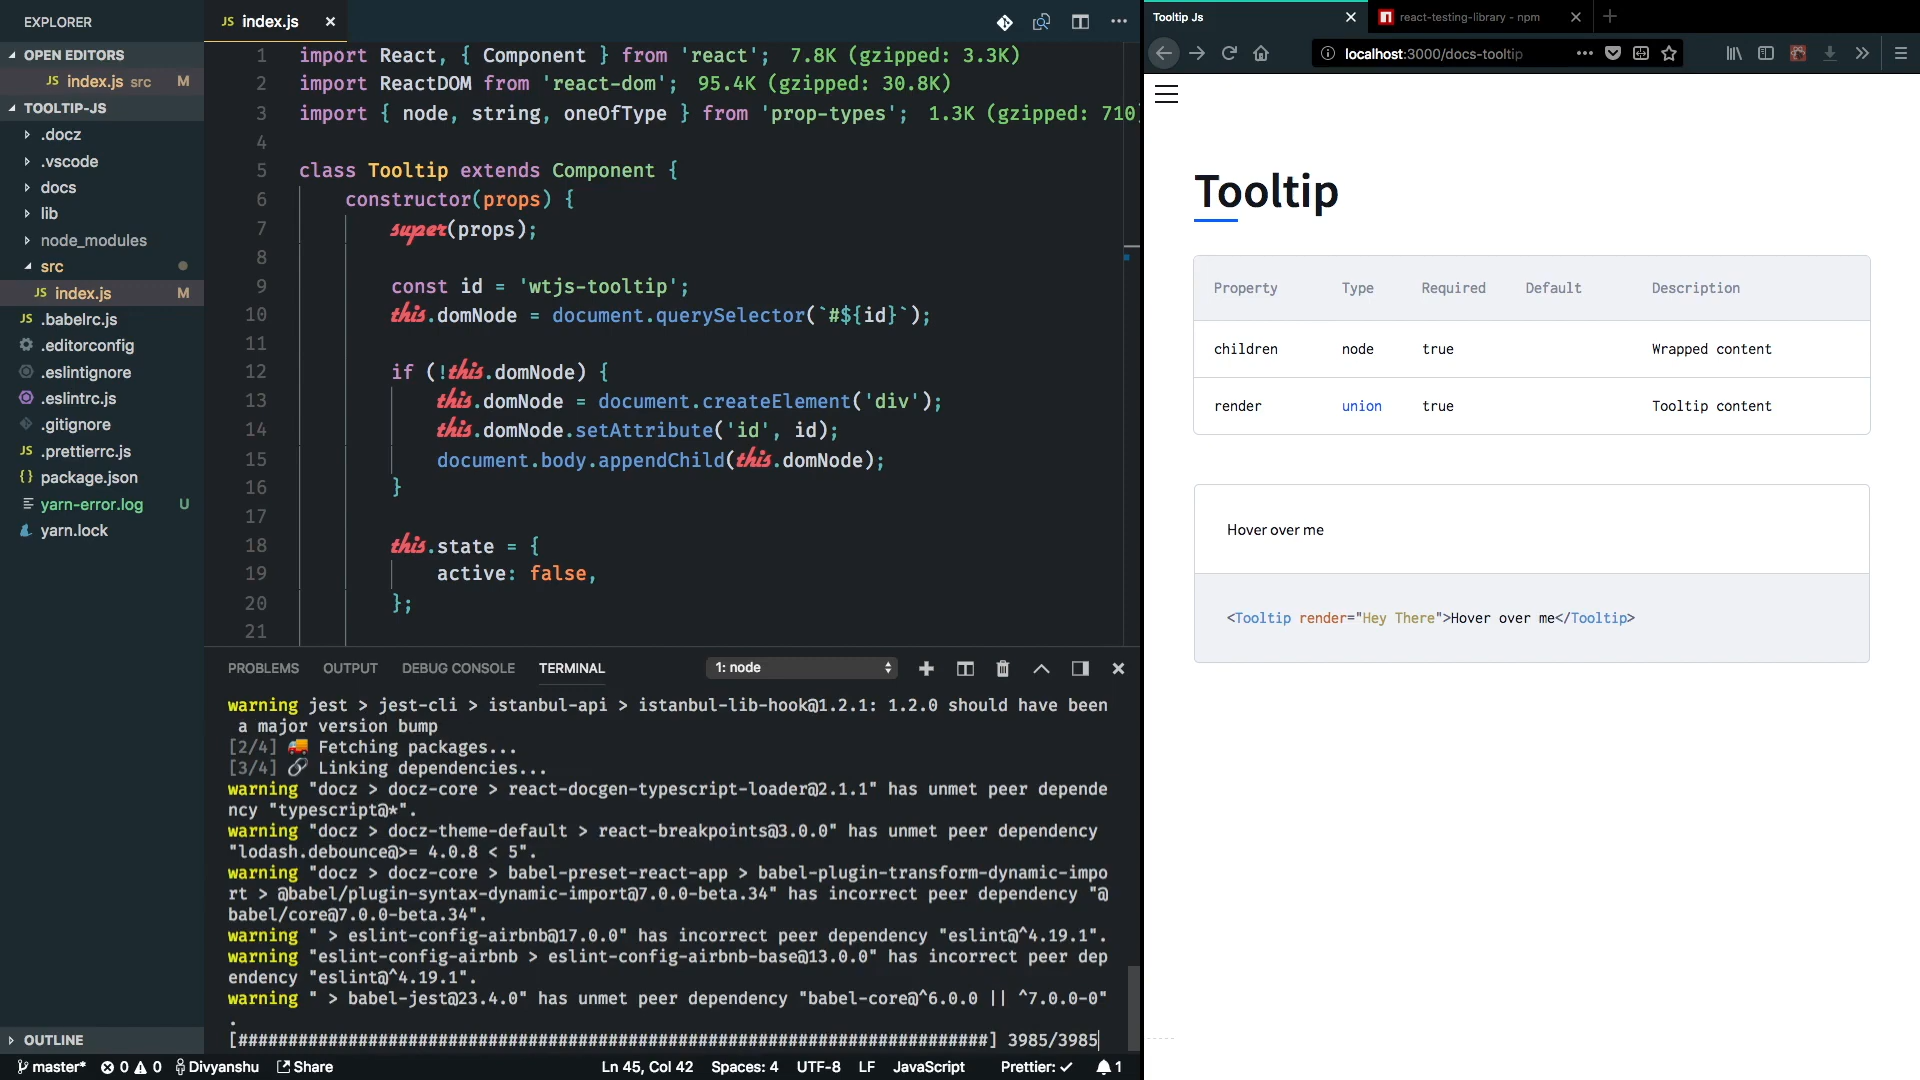 EXPLORER
OPEN EDITORS
JS index.js src M
TOOLTIP-JS
.docz
.vscode
docs
lib
node_modules
src
JS index.js M
JS .babelrc.js
.editorconfig
.eslintignore
.eslintrc.js
.gitignore
JS .prettierrc.js
{} package.json
yarn-error.log U
yarn.lock
OUTLINE
JS index.js
1 import React, { Component } from 'react'; 7.8K (gzipped: 3.3K)
2 import ReactDOM from 'react-dom'; 95.4K (gzipped: 30.8K)
3 import { node, string, oneOfType } from 'prop-types'; 1.3K (gzipped: 710
4
5 class Tooltip extends Component {
6 constructor(props) {
7 super(props);
8
9 const id = 'wtjs-tooltip';
10 this.domNode = document.querySelector(`#${id}`);
11
12 if (!this.domNode) {
13 this.domNode = document.createElement('div');
14 this.domNode.setAttribute('id', id);
15 document.body.appendChild(this.domNode);
16 }
17
18 this.state = {
19 active: false,
20 };
21
PROBLEMS OUTPUT DEBUG CONSOLE TERMINAL 1: node
warning jest > jest-cli > istanbul-api > istanbul-lib-hook@1.2.1: 1.2.0 should have been
a major version bump
[2/4] 🚚 Fetching packages...
[3/4] 🔗 Linking dependencies...
warning "docz > docz-core > react-docgen-typescript-loader@2.1.1" has unmet peer depende
ncy "typescript@*".
warning "docz > docz-theme-default > react-breakpoints@3.0.0" has unmet peer dependency
"lodash.debounce@>= 4.0.8 < 5".
warning "docz > docz-core > babel-preset-react-app > babel-plugin-transform-dynamic-impo
rt > @babel/plugin-syntax-dynamic-import@7.0.0-beta.34" has incorrect peer dependency "@
babel/core@7.0.0-beta.34".
warning " > eslint-config-airbnb@17.0.0" has incorrect peer dependency "eslint@^4.19.1".
warning "eslint-config-airbnb > eslint-config-airbnb-base@13.0.0" has incorrect peer dep
endency "eslint@^4.19.1".
warning " > babel-jest@23.4.0" has unmet peer dependency "babel-core@^6.0.0 || ^7.0.0-0"
.
[###########################################################################] 3985/3985
master* 0 0 Divyanshu Share Ln 45, Col 42 Spaces: 4 UTF-8 LF JavaScript Prettier: ✓ 1
Tooltip Js
react-testing-library - npm
localhost:3000/docs-tooltip
Tooltip
Property Type Required Default Description
children node true Wrapped content
render union true Tooltip content
Hover over me
<Tooltip render="Hey There">Hover over me</Tooltip>